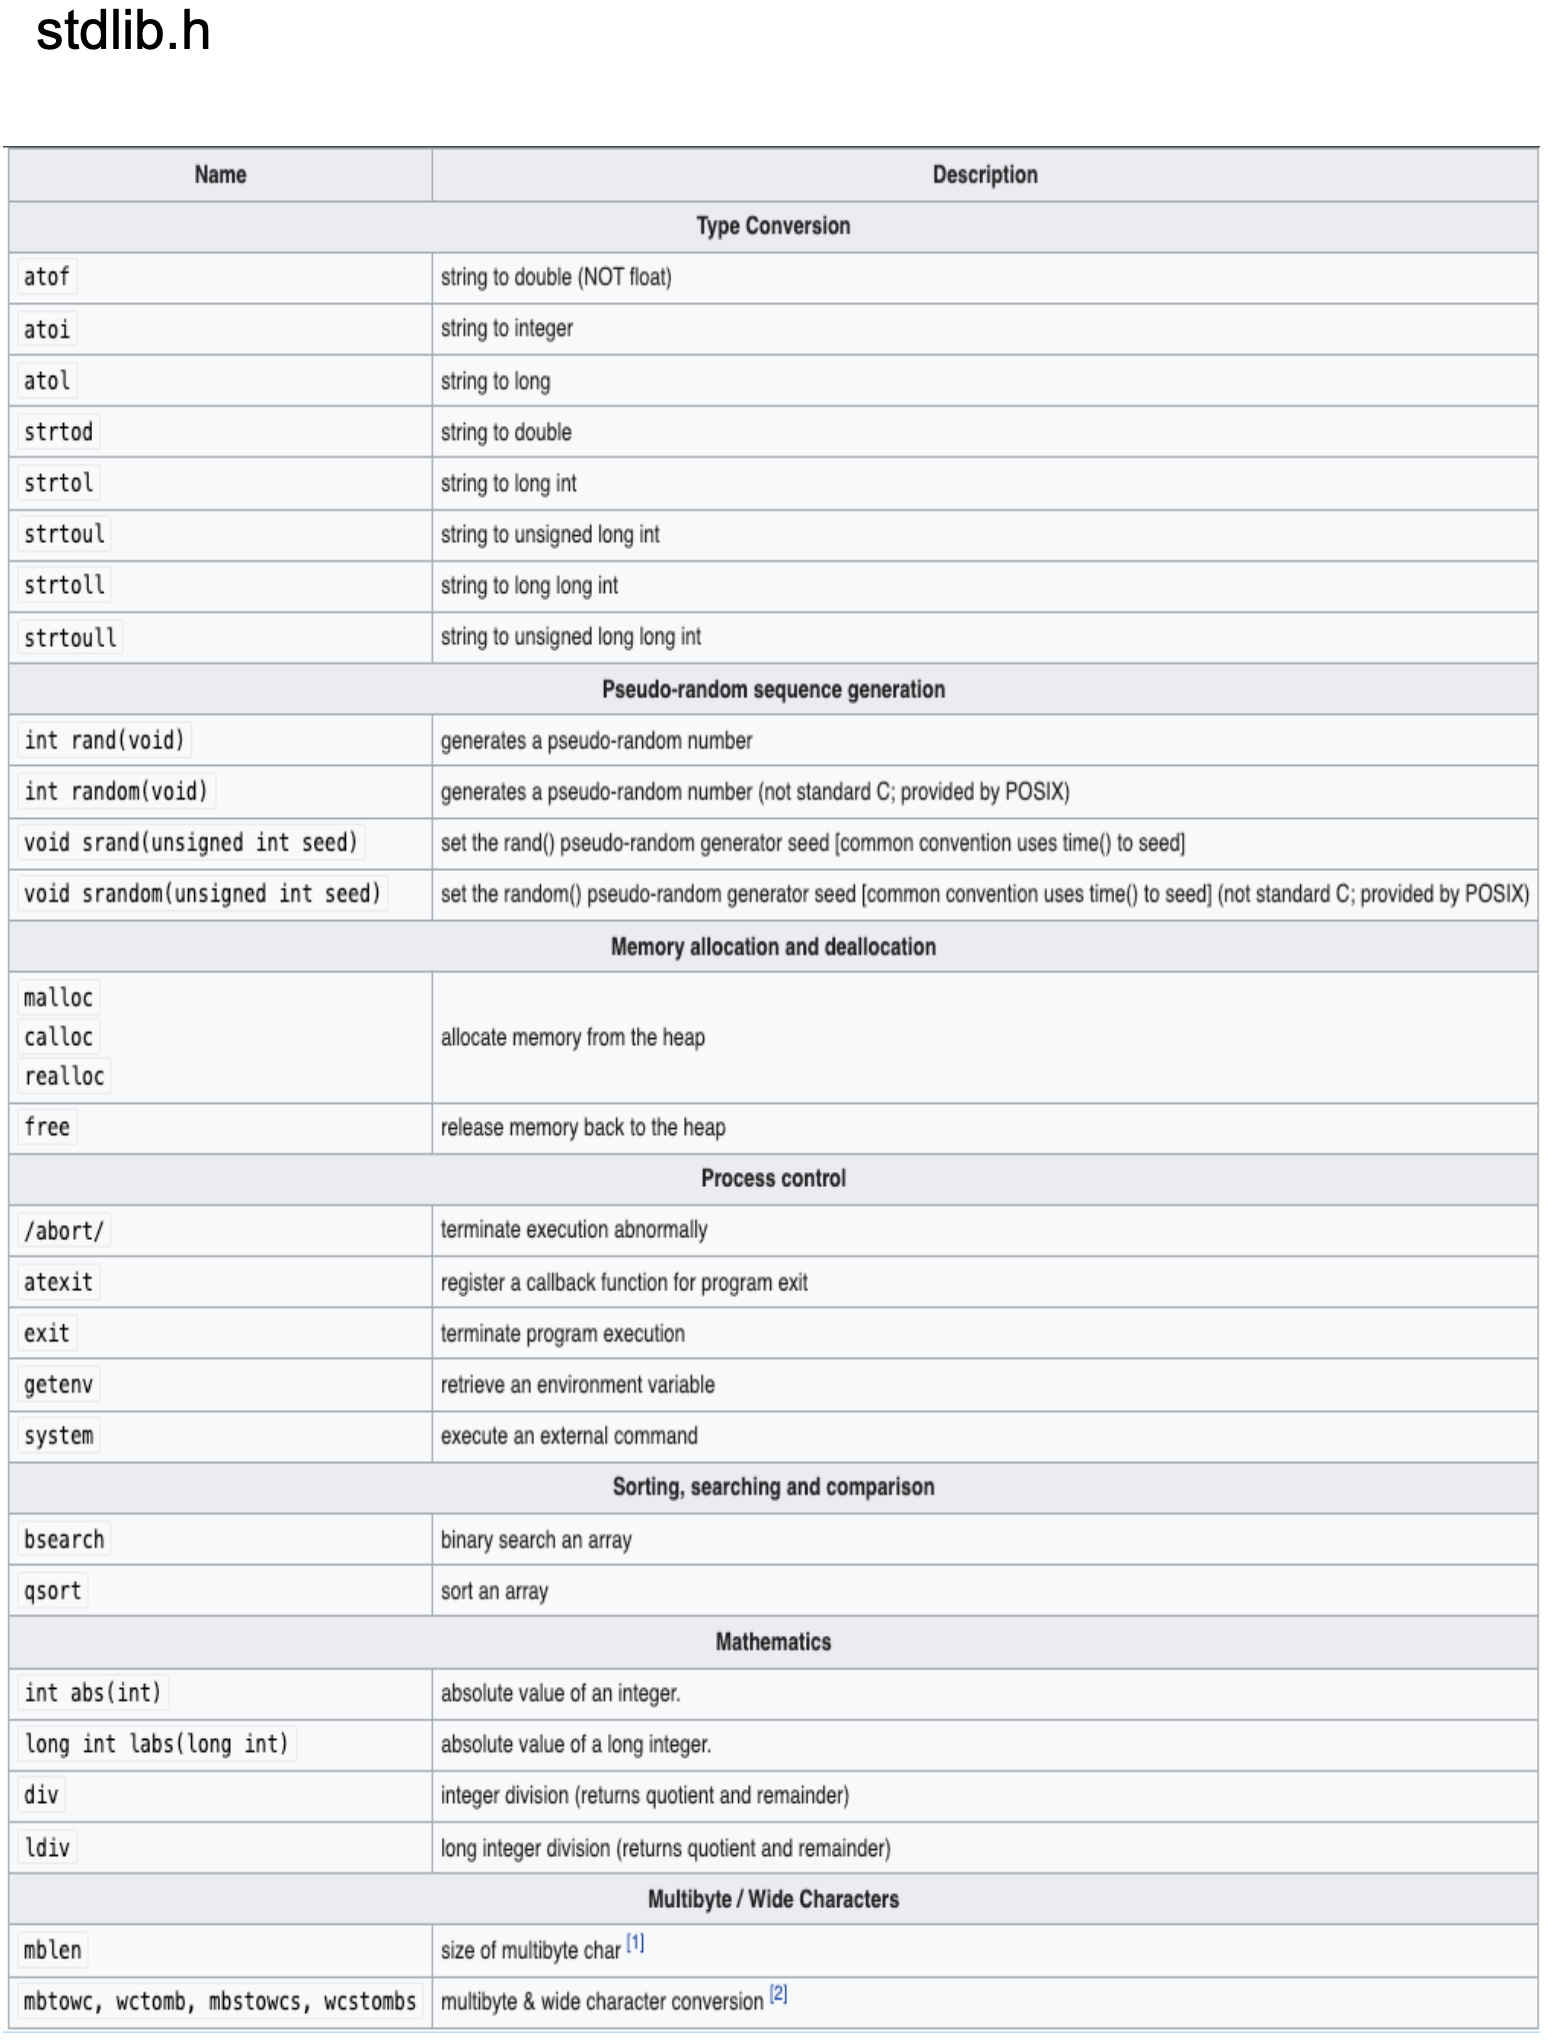 stdlib.h
Name Description
Type Conversion
atof string to double (NOT float)
atoi string to integer
atol string to long
strtod string to double
strtol string to long int
strtoul string to unsigned long int
strtoll string to long long int
strtoull string to unsigned long long int
Pseudo-random sequence generation
int rand(void) generates a pseudo-random number
int random(void) generates a pseudo-random number (not standard C; provided by POSIX)
void srand(unsigned int seed) set the rand() pseudo-random generator seed [common convention uses time() to seed]
void srandom(unsigned int seed) set the random() pseudo-random generator seed [common convention uses time() to seed] (not standard C; provided by POSIX)
Memory allocation and deallocation
malloc
calloc allocate memory from the heap
realloc
free release memory back to the heap
Process control
/abort/ terminate execution abnormally
atexit register a callback function for program exit
exit terminate program execution
getenv retrieve an environment variable
system execute an external command
Sorting, searching and comparison
bsearch binary search an array
qsort sort an array
Mathematics
int abs(int) absolute value of an integer.
long int labs(long int) absolute value of a long integer.
div integer division (returns quotient and remainder)
ldiv long integer division (returns quotient and remainder)
Multibyte / Wide Characters
mblen size of multibyte char [1]
mbtowc, wctomb, mbstowcs, wcstombs multibyte & wide character conversion [2]